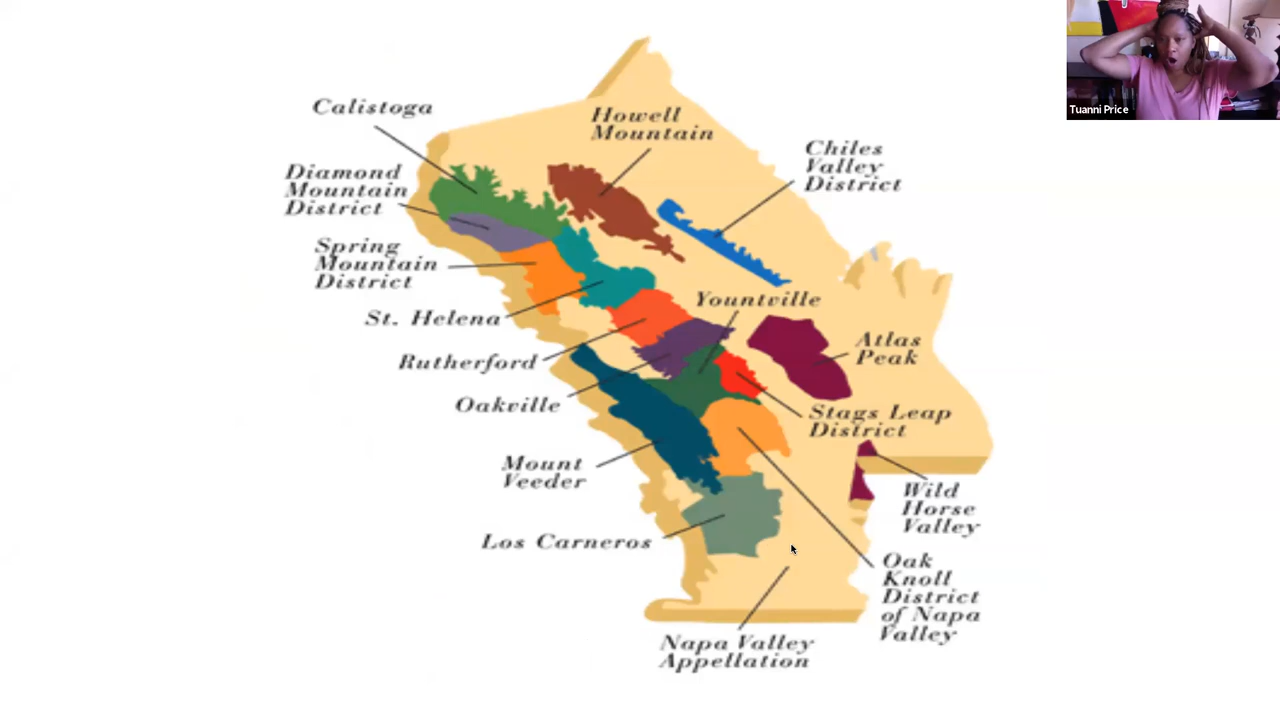 Tuanni Price
Calistoga
Howell
Mountain
Chiles
Valley
District
Diamond
Mountain
District
Spring
Mountain
District
St. Helena
Yountville
Rutherford
Atlas
Peak
Oakville
Stags Leap
District
Mount
Veeder
Wild
Horse
Valley
Los Carneros
Oak
Knoll
District
of Napa
Valley
Napa Valley
Appellation